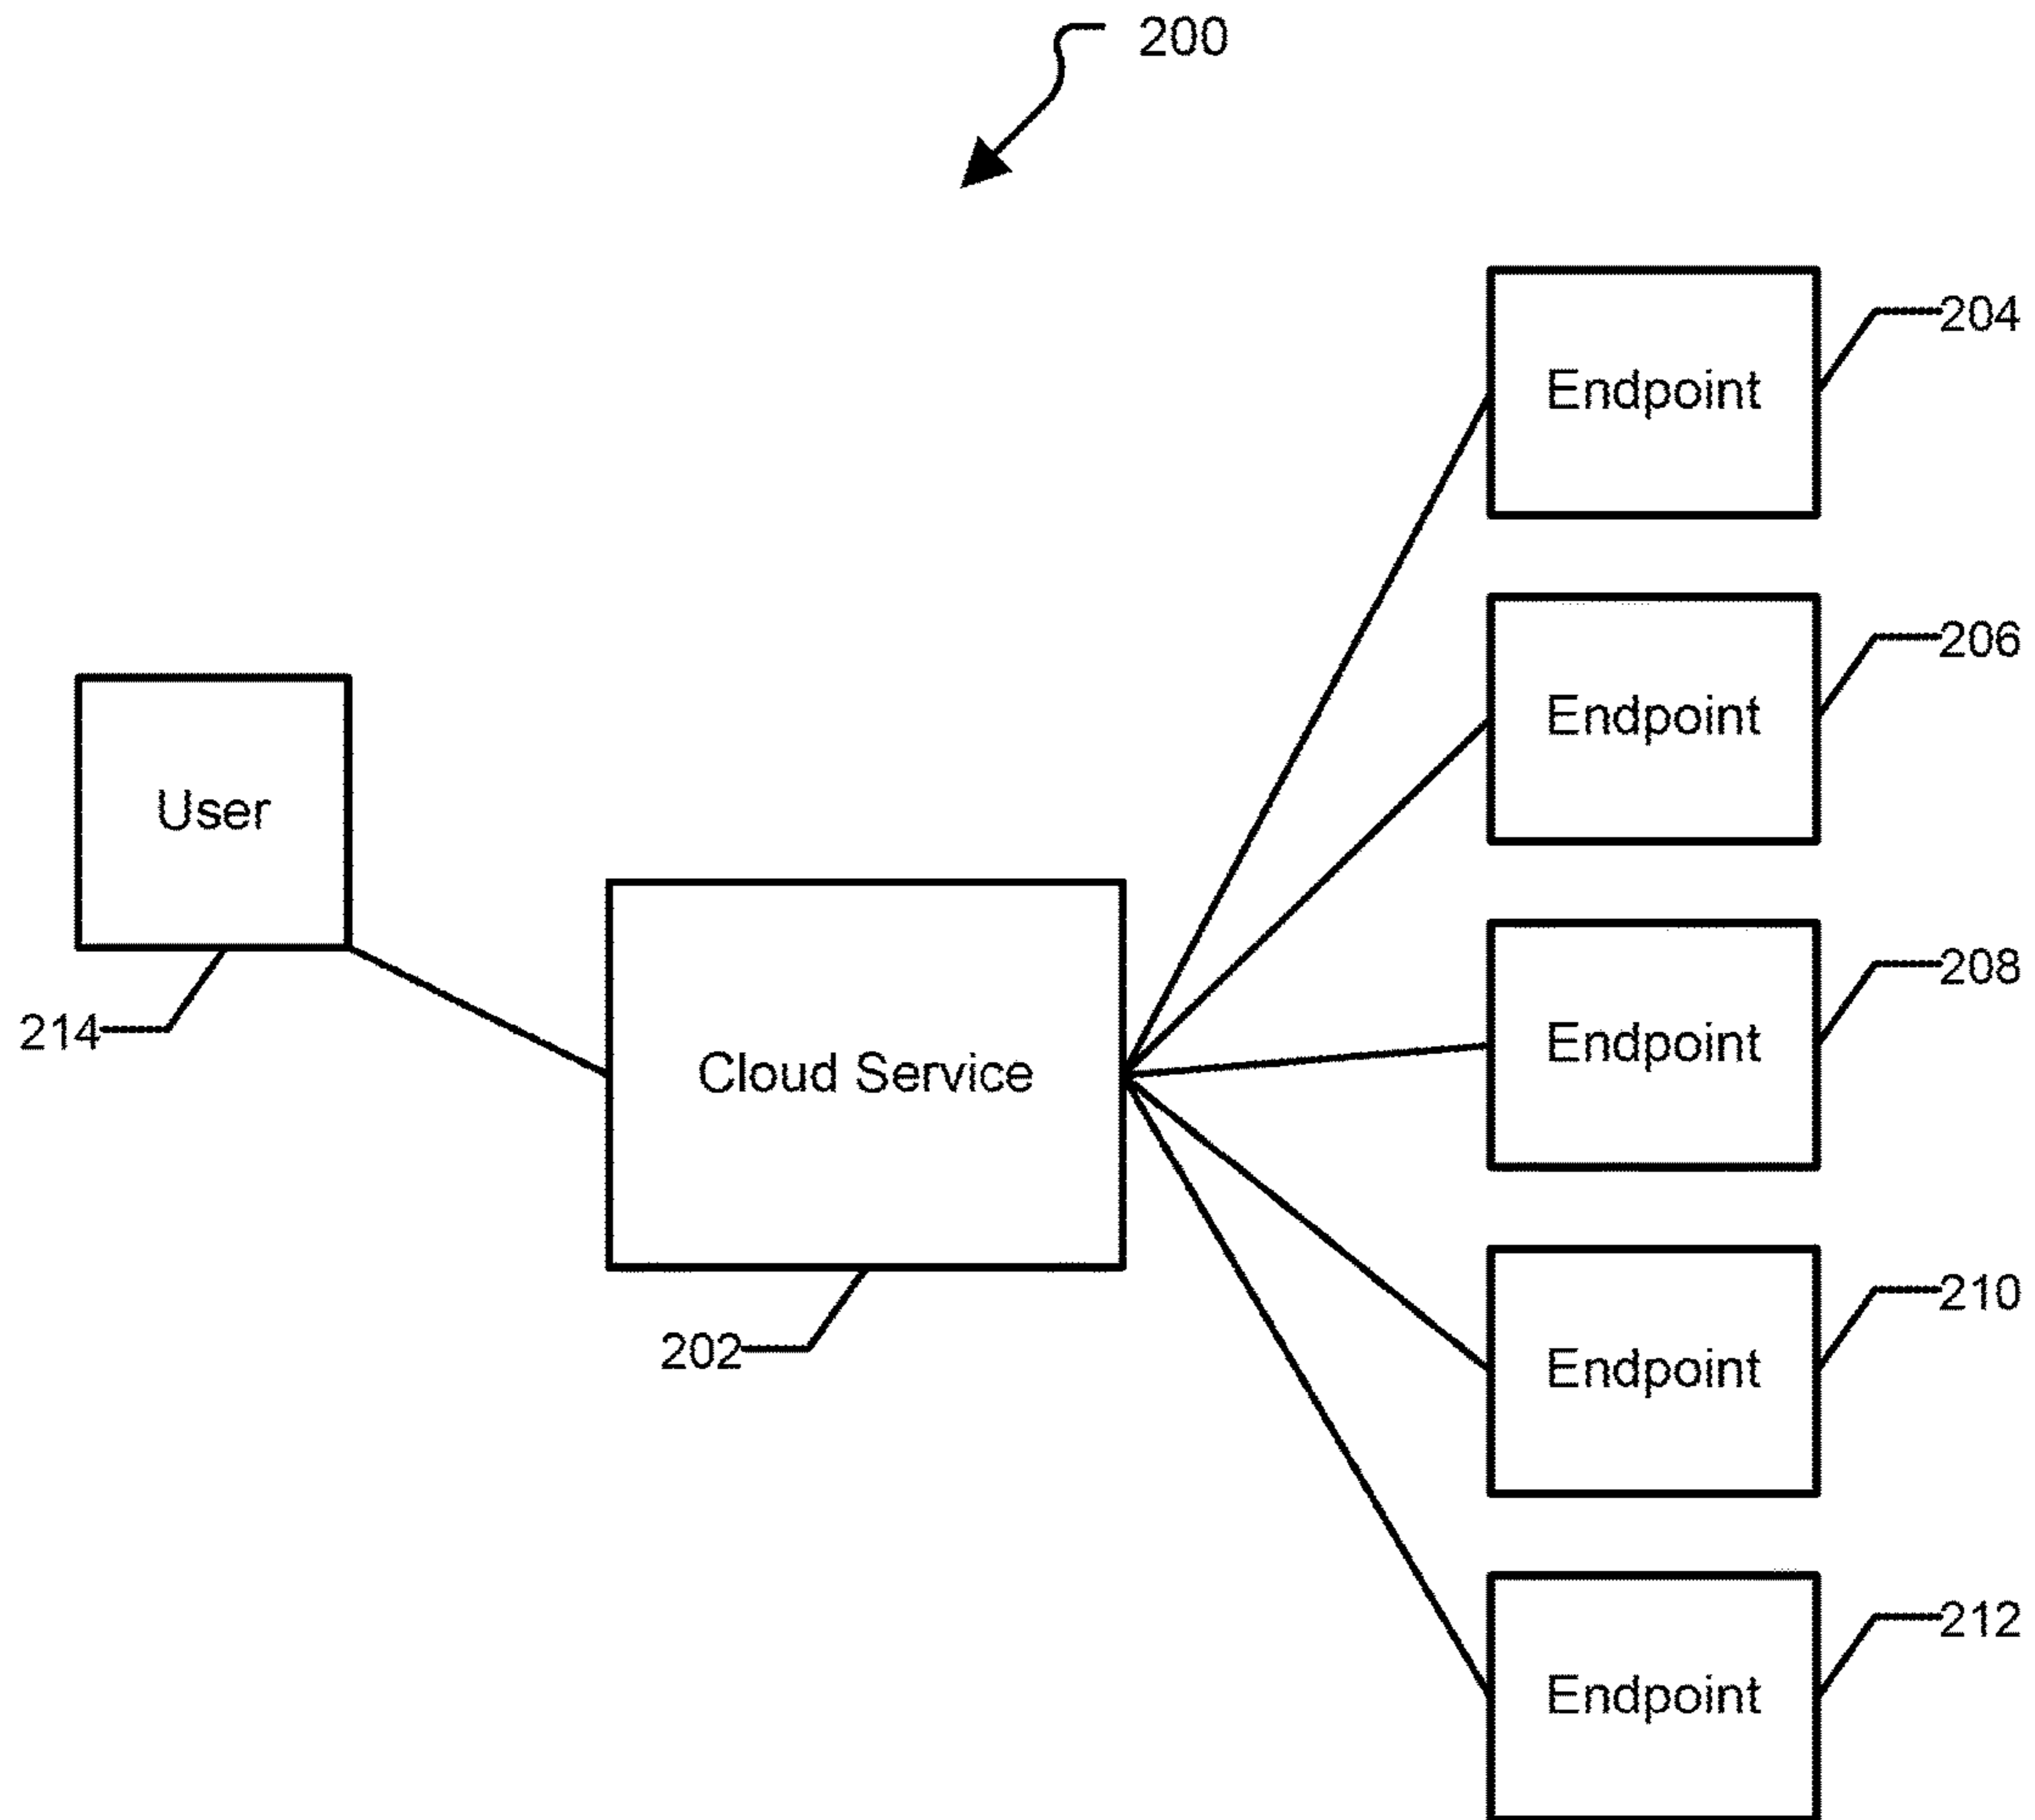 200
204
Endpoint
206
Endpoint
User
208
214
Endpoint
Cloud Service
210
202
Endpoint
212
Endpoint